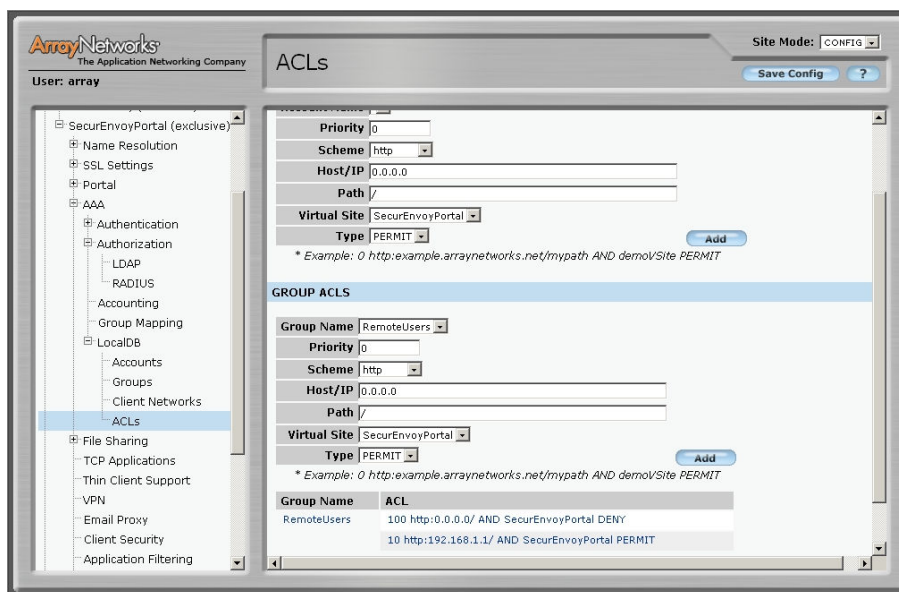 ArrayNetworks
The Application Networking Company
User: array
ACLs
Site Mode: CONFIG
Save Config
?
SecurEnvoyPortal (exclusive)
Name Resolution
SSL Settings
Portal
AAA
Authentication
Authorization
LDAP
RADIUS
Accounting
Group Mapping
LocalDB
Accounts
Groups
Client Networks
ACLs
File Sharing
TCP Applications
Thin Client Support
VPN
Email Proxy
Client Security
Application Filtering
Priority 0
Scheme http
Host/IP 0.0.0.0
Path /
Virtual Site SecurEnvoyPortal
Type PERMIT Add
* Example: 0 http:example.arraynetworks.net/mypath AND demoVSite PERMIT
GROUP ACLS
Group Name RemoteUsers
Priority 0
Scheme http
Host/IP 0.0.0.0
Path /
Virtual Site SecurEnvoyPortal
Type PERMIT Add
* Example: 0 http:example.arraynetworks.net/mypath AND demoVSite PERMIT
Group Name ACL
RemoteUsers 100 http:0.0.0.0/ AND SecurEnvoyPortal DENY
10 http:192.168.1.1/ AND SecurEnvoyPortal PERMIT